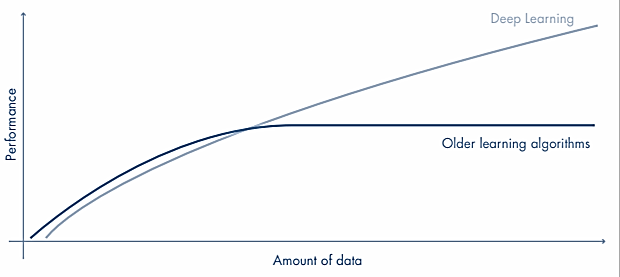 Deep Learning
Performance
Older learning algorithms
Amount of data